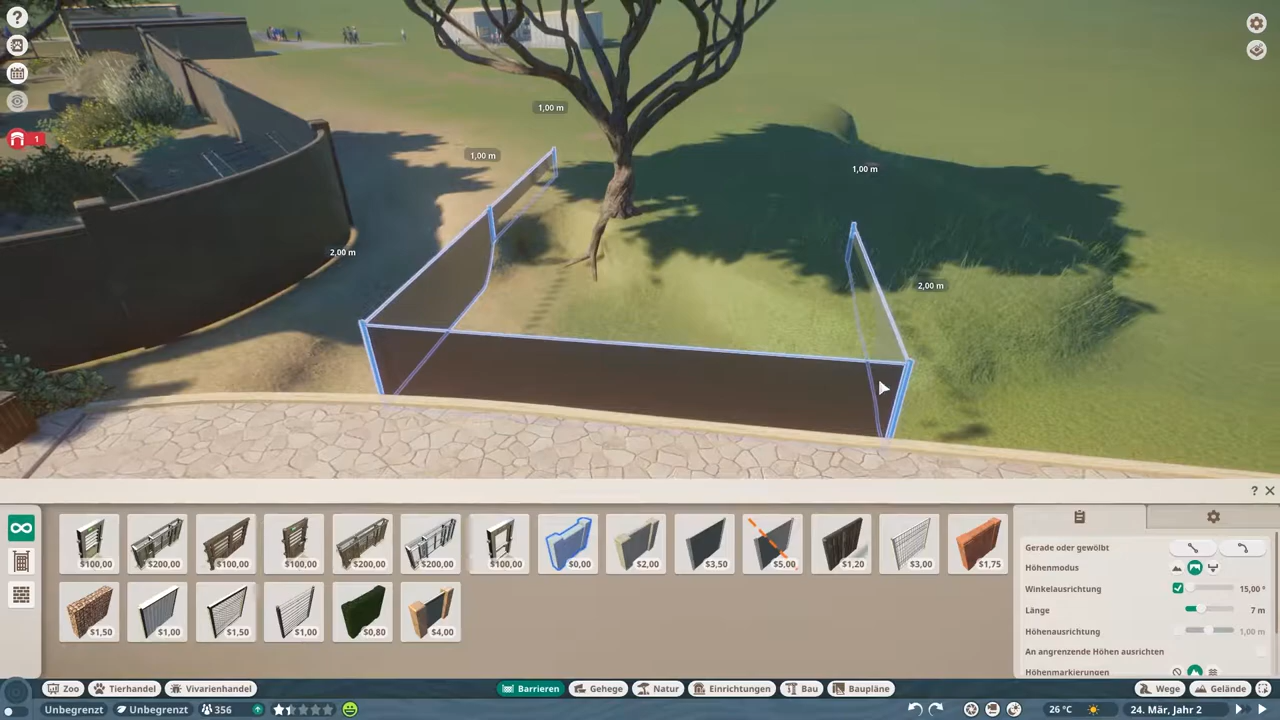 ?
1
1,00 m
1,00 m
1,00 m
2,00 m
2,00 m
? ✕
$100,00 $200,00 $100,00 $100,00 $200,00 $200,00 $100,00 $0,00 $2,00 $3,50 $5,00 $1,20 $3,00 $1,75
$1,50 $1,00 $1,50 $1,00 $0,80 $4,00
Gerade oder gewölbt
Höhenmodus
Winkelausrichtung 15,00 °
Länge 7 m
Höhenausrichtung 1,00 m
An angrenzende Höhen ausrichten
Höhenmarkierungen
Zoo Tierhandel Vivarienhandel Barrieren Gehege Natur Einrichtungen Bau Baupläne Wege Gelände
Unbegrenzt Unbegrenzt 356 26 °C 24. Mär, Jahr 2